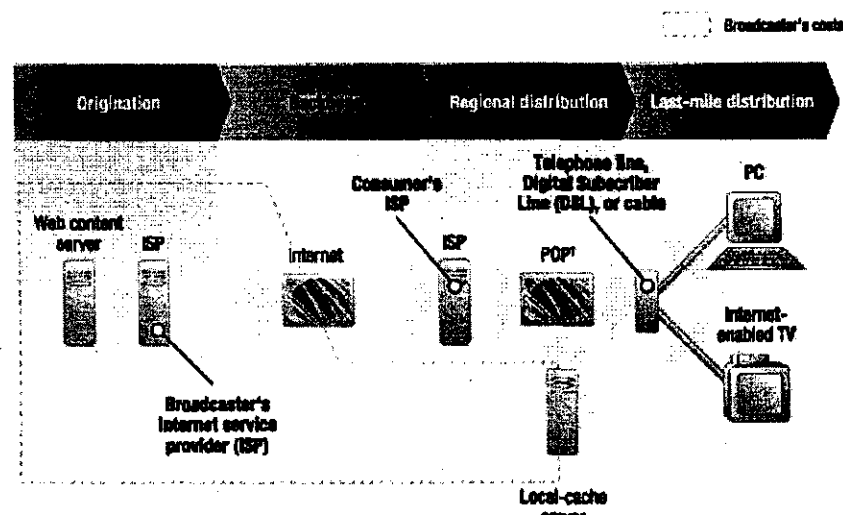 Broadcaster's costs
Origination
Regional distribution
Last-mile distribution
Telephone line,
Digital Subscriber
Line (DSL), or cable
PC
Consumer's
ISP
Web content
server
ISP
Internet
ISP
POP†
Internet-
enabled TV
Broadcaster's
Internet service
provider (ISP)
Local-cache
server